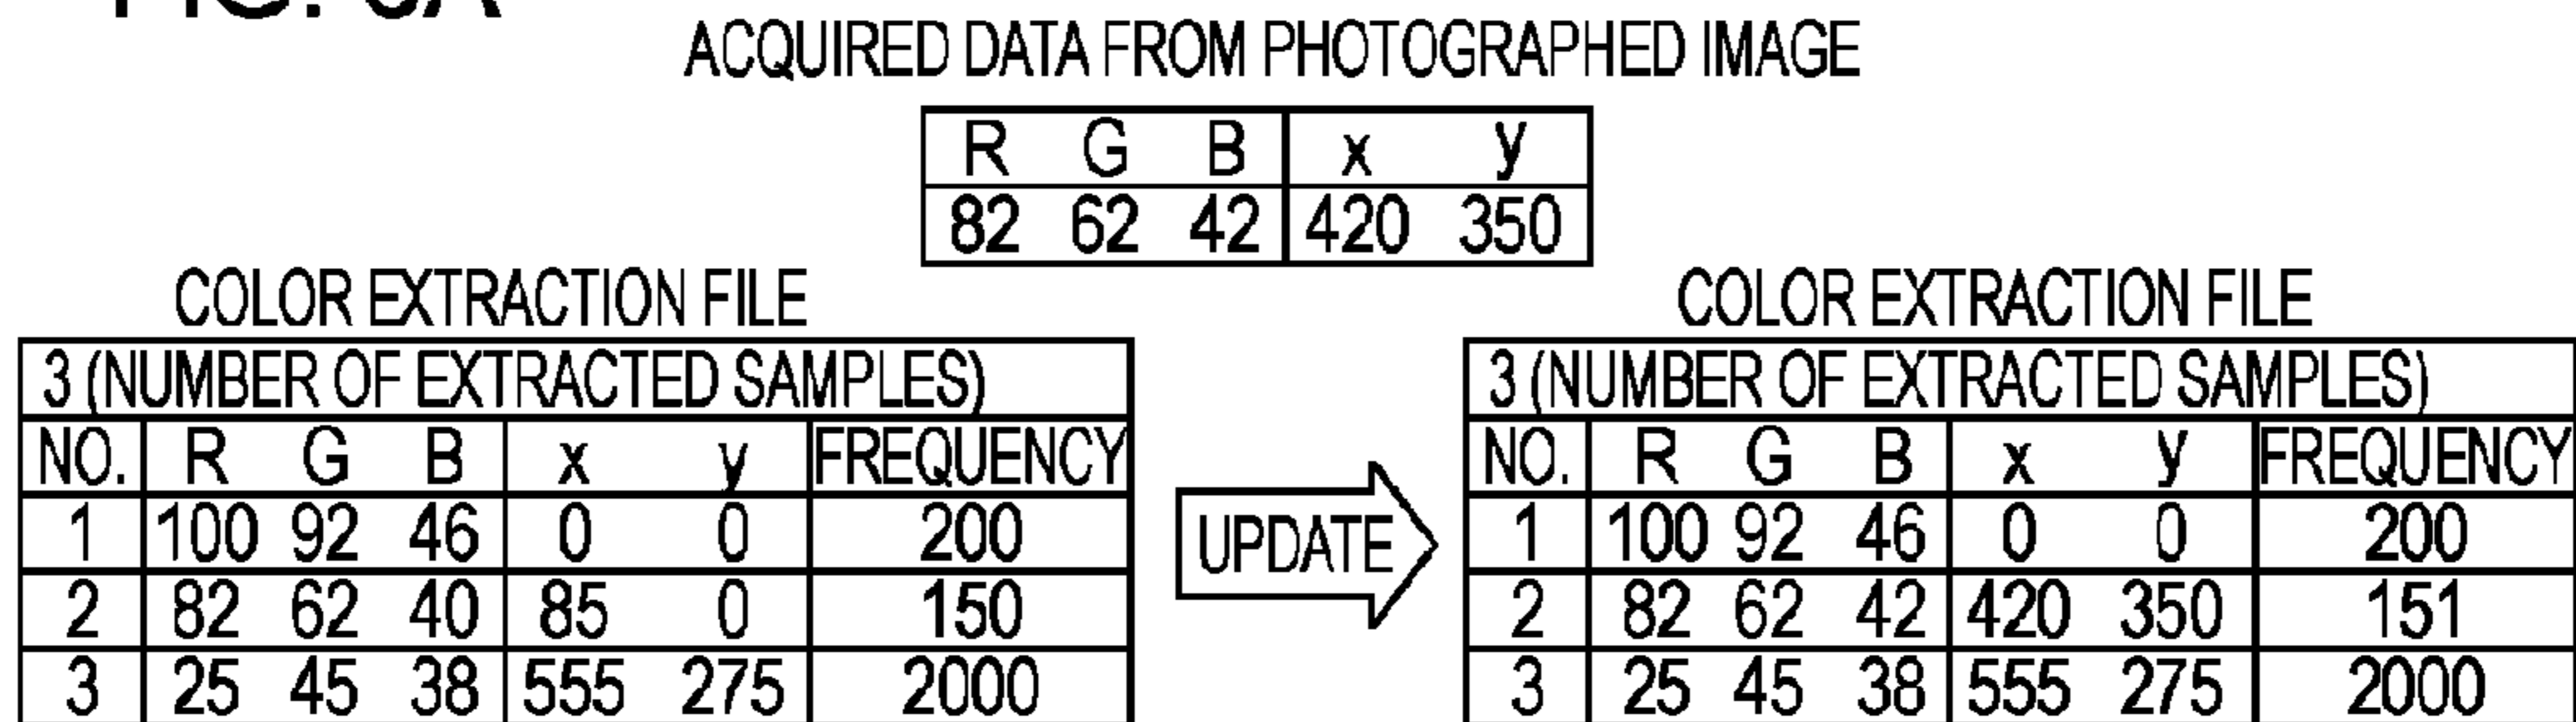 ACQUIRED DATA FROM PHOTOGRAPHED IMAGE
R G B x y
82 62 42 420 350
COLOR EXTRACTION FILE
3 (NUMBER OF EXTRACTED SAMPLES)
NO. R G B x y FREQUENCY
1 100 92 46 0 0 200
2 82 62 40 85 0 150
3 25 45 38 555 275 2000
UPDATE
COLOR EXTRACTION FILE
3 (NUMBER OF EXTRACTED SAMPLES)
NO. R G B x y FREQUENCY
1 100 92 46 0 0 200
2 82 62 42 420 350 151
3 25 45 38 555 275 2000